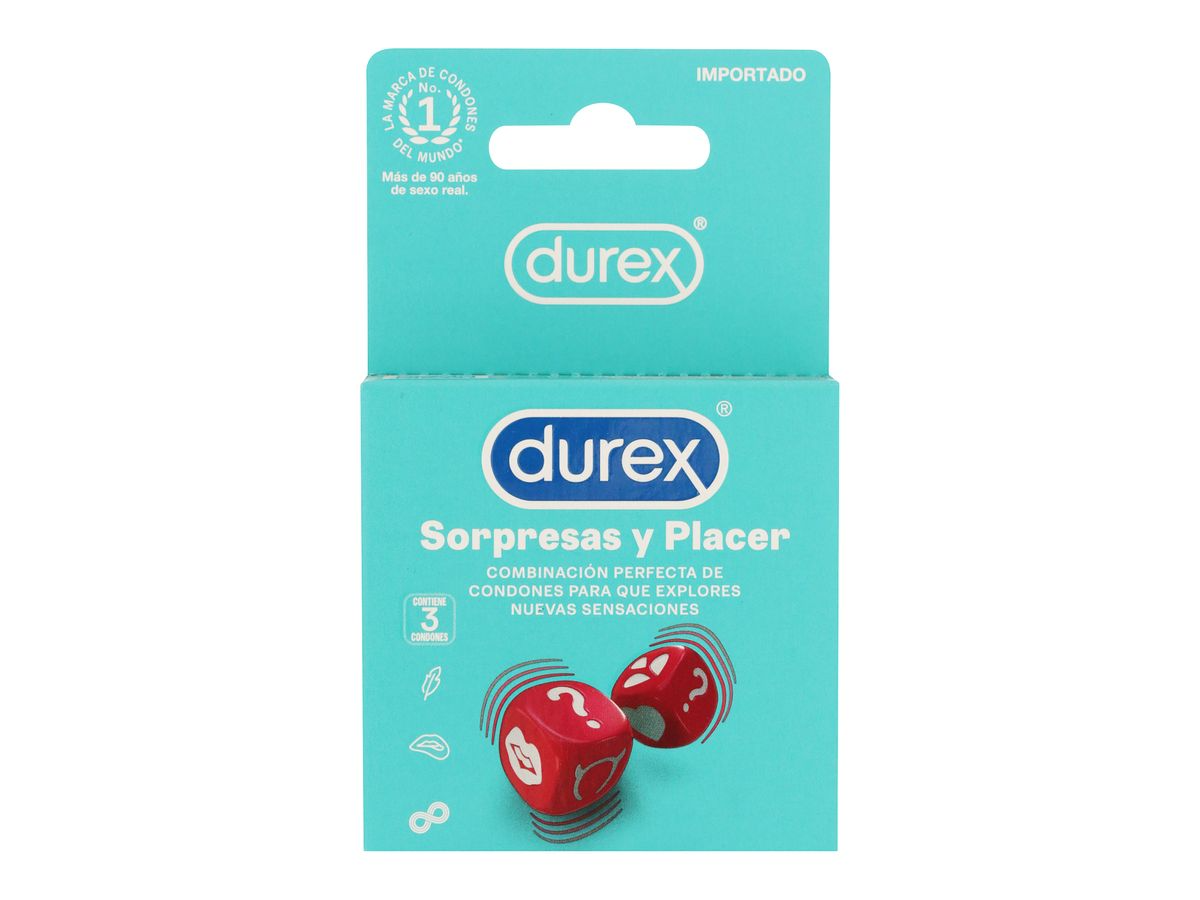 LA MARCA DE CONDONES
No.
1
DEL MUNDO*
Más de 90 años
de sexo real.
IMPORTADO
durex®
durex®
Sorpresas y Placer
COMBINACIÓN PERFECTA DE
CONDONES PARA QUE EXPLORES
NUEVAS SENSACIONES
CONTIENE
3
CONDONES
?
?